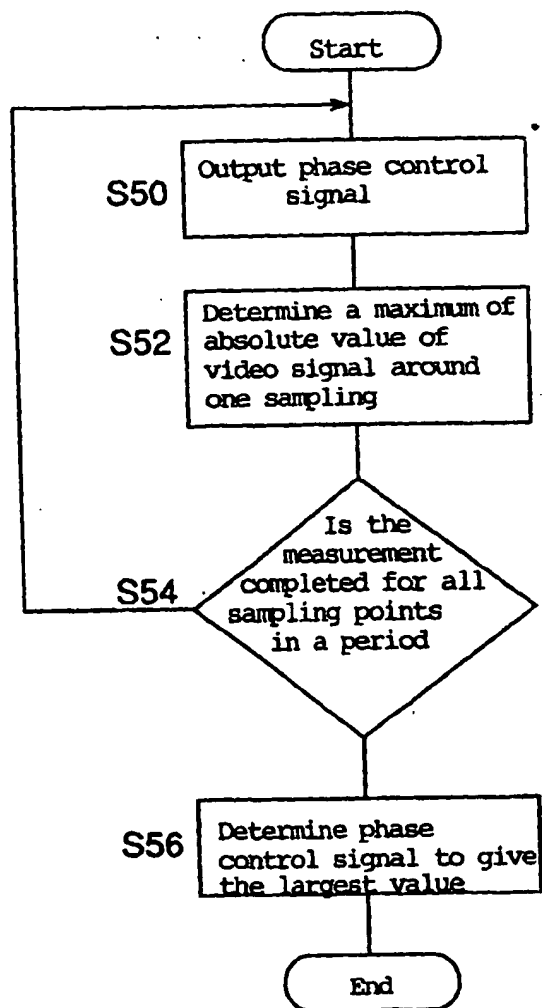 Start
S50
Output phase control
signal
S52
Determine a maximum of
absolute value of
video signal around
one sampling
S54
Is the
measurement
completed for all
sampling points
in a period
S56
Determine phase
control signal to give
the largest value
End